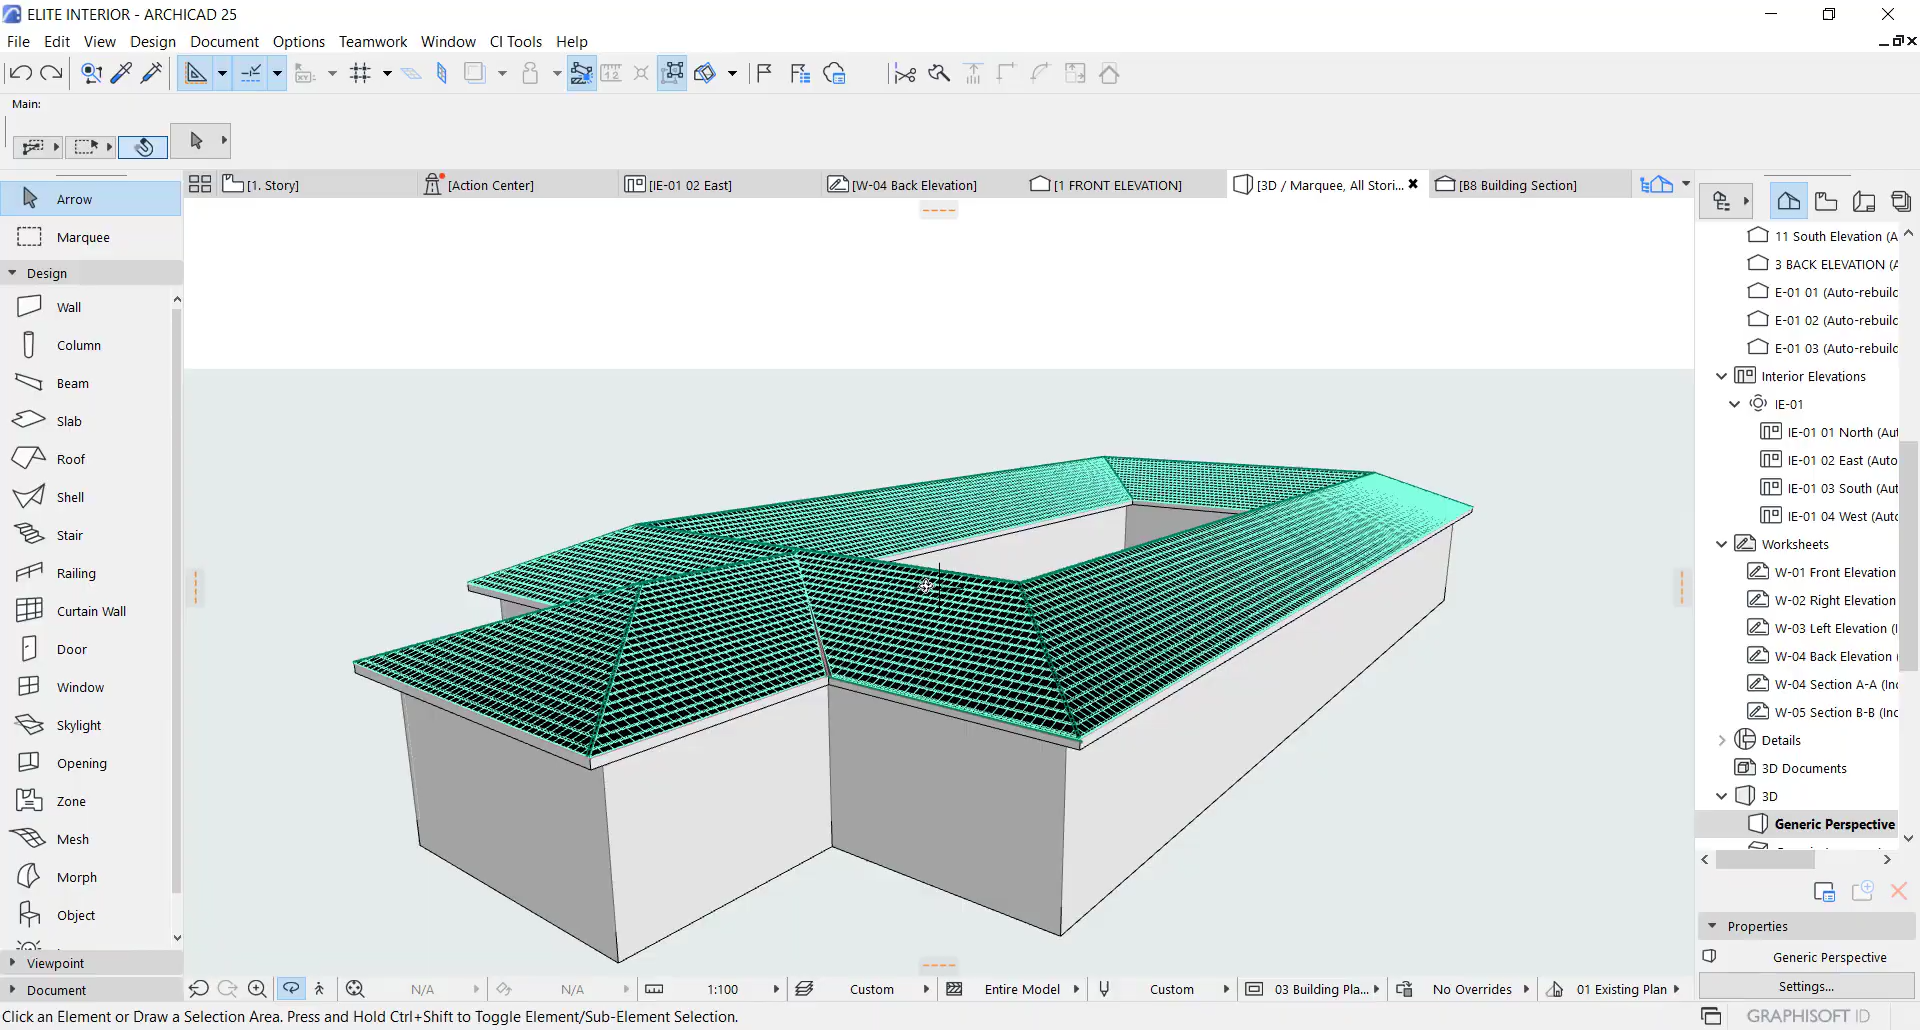 ELITE INTERIOR - ARCHICAD 25
File Edit View Design Document Options Teamwork Window CI Tools Help
Main:
[1. Story] [Action Center] [IE-01 02 East] [W-04 Back Elevation] [1 FRONT ELEVATION] [3D / Marquee, All Stori... [B8 Building Section]
Arrow
Marquee
Design
Wall
Column
Beam
Slab
Roof
Shell
Stair
Railing
Curtain Wall
Door
Window
Skylight
Opening
Zone
Mesh
Morph
Object
Viewpoint
Document
11 South Elevation (A
3 BACK ELEVATION (A
E-01 01 (Auto-rebuild
E-01 02 (Auto-rebuild
E-01 03 (Auto-rebuild
Interior Elevations
IE-01
IE-01 01 North (Aut
IE-01 02 East (Auto
IE-01 03 South (Aut
IE-01 04 West (Auto
Worksheets
W-01 Front Elevation
W-02 Right Elevation
W-03 Left Elevation (I
W-04 Back Elevation
W-04 Section A-A (Inc
W-05 Section B-B (Inc
Details
3D Documents
3D
Generic Perspective
Properties
Generic Perspective
Settings...
N/A N/A 1:100 Custom Entire Model Custom 03 Building Pla... No Overrides 01 Existing Plan
Click an Element or Draw a Selection Area. Press and Hold Ctrl+Shift to Toggle Element/Sub-Element Selection.
GRAPHISOFT ID